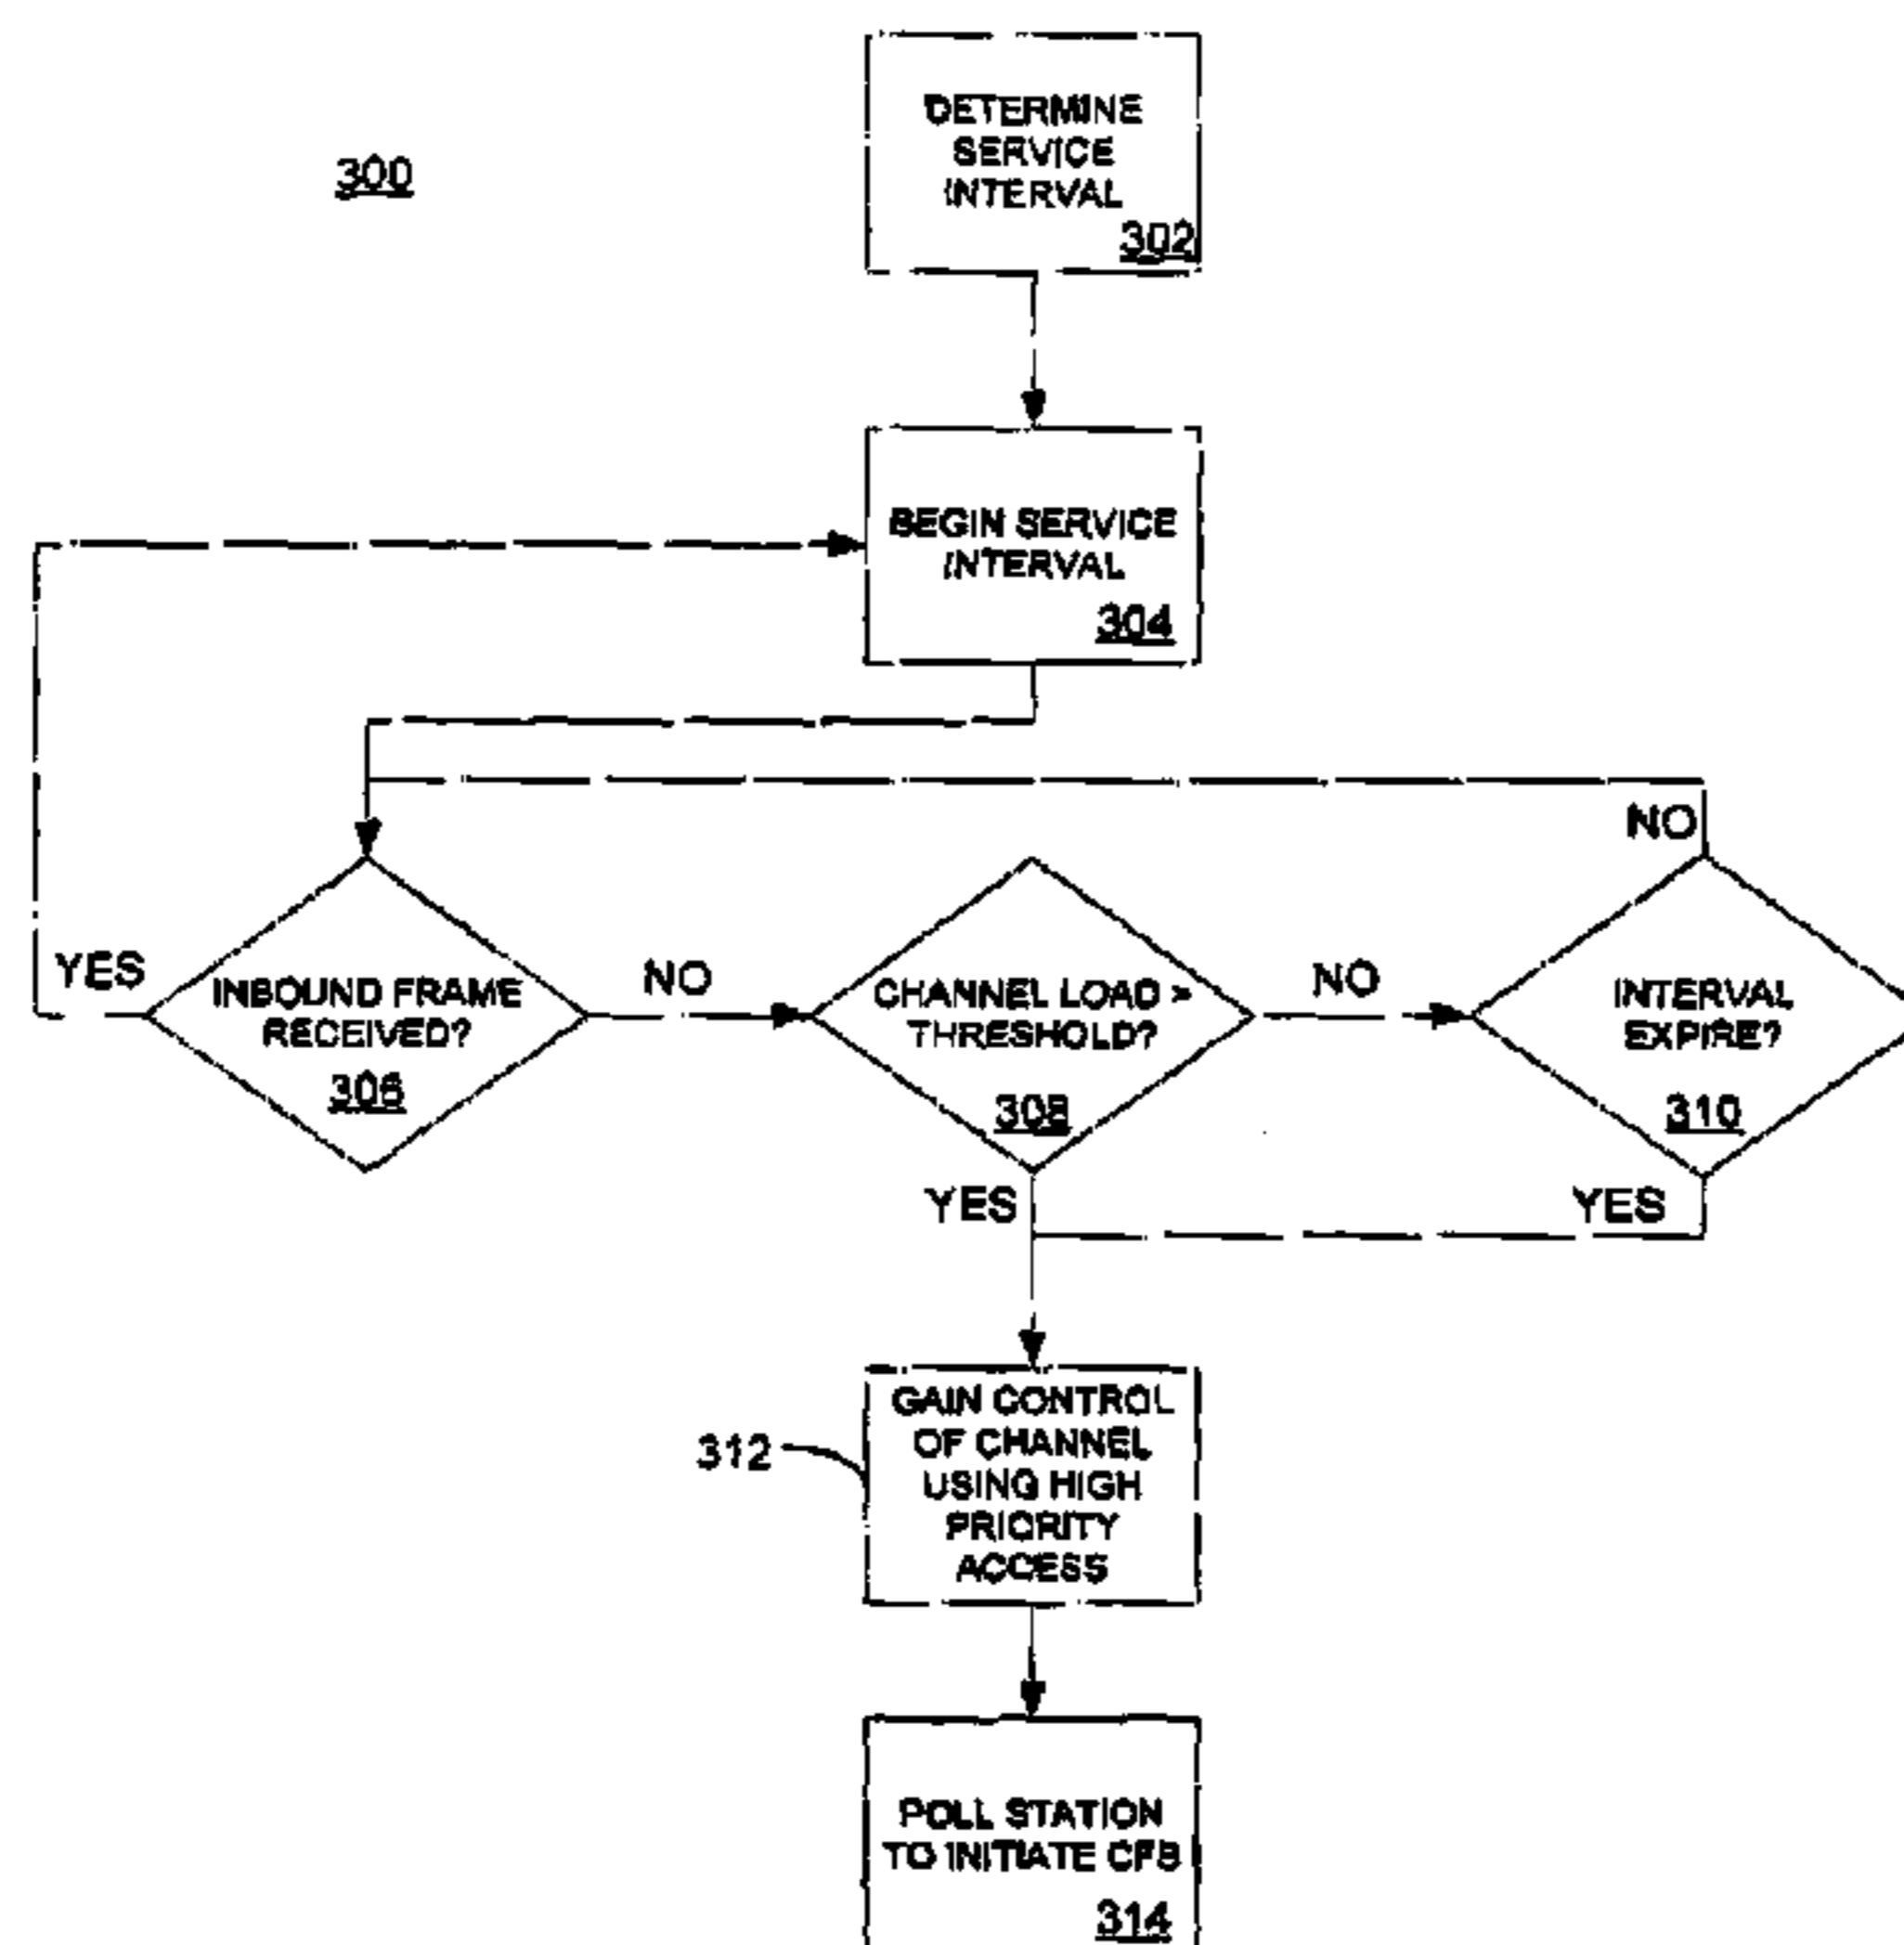 300
DETERMINE
SERVICE
INTERVAL
302
BEGIN SERVICE
INTERVAL
304
NO
YES
INBOUND FRAME
RECEIVED?
306
NO
CHANNEL LOAD >
THRESHOLD?
308
NO
INTERVAL
EXPIRE?
310
YES
YES
312
GAIN CONTROL
OF CHANNEL
USING HIGH
PRIORITY
ACCESS
POLL STATION
TO INITIATE CFB
314